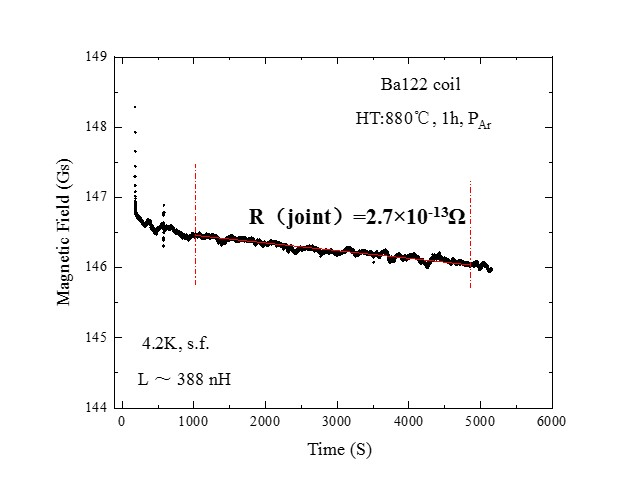 149
148
147
146
145
144
Magnetic Field (Gs)
Ba122 coil
HT:880℃, 1h, PAr
R（joint）=2.7×10-13Ω
4.2K, s.f.
L ～ 388 nH
0 1000 2000 3000 4000 5000 6000
Time (S)